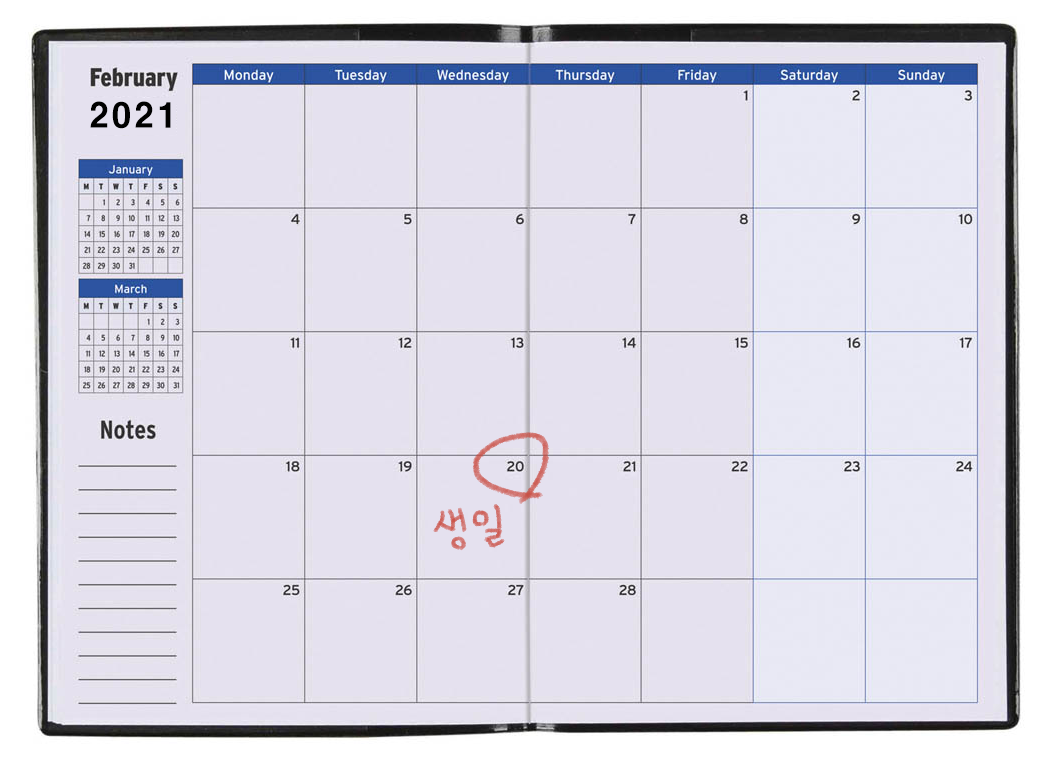 February
2021
Monday Tuesday Wednesday Thursday Friday Saturday Sunday
1 2 3
4 5 6 7 8 9 10
11 12 13 14 15 16 17
18 19 20 21 22 23 24
생일
25 26 27 28
January
M T W T F S S
1 2 3 4 5 6
7 8 9 10 11 12 13
14 15 16 17 18 19 20
21 22 23 24 25 26 27
28 29 30 31
March
M T W T F S S
1 2 3
4 5 6 7 8 9 10
11 12 13 14 15 16 17
18 19 20 21 22 23 24
25 26 27 28 29 30 31
Notes